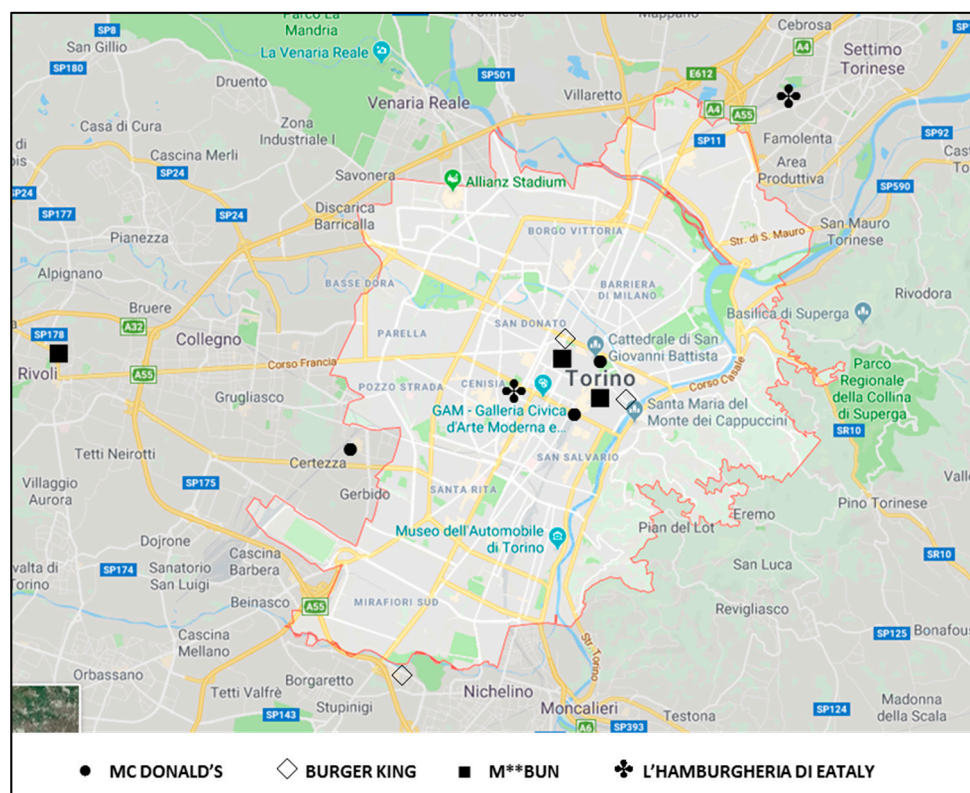 Parco La
Mandria
SP8
San Gillio
La Venaria Reale
SP180
Druento
SP501
Mappano
Cebrosa
A4
Settimo
Torinese
E612
Villaretto
Venaria Reale
A4
A55
Zona
Industriale I
Casa di Cura
Cascina Merli
SP24
SP11
Famolenta
SP92
Area
Produttiva
Savonera
Allianz Stadium
SP24
SP590
SP177
Discarica
Barricalla
SP24
Pianezza
BORGO VITTORIA
Str. di S. Mauro
San Mauro
Torinese
Alpignano
BASSE DORA
BARRIERA
DI MILANO
Rivodora
Bruere
Basilica di Superga
A32
SP178
Collegno
PARELLA
SAN DONATO
Cattedrale di San
Giovanni Battista
Rivoli
A55
Corso Francia
POZZO STRADA
CENISIA
Torino
Corso Casale
Parco
Regionale
della Collina
di Superga
Grugliasco
GAM - Galleria Civica
d'Arte Moderna e...
Santa Maria del
Monte dei Cappuccini
SR10
Tetti Neirotti
Certezza
SAN SALVARIO
Villaggio
Aurora
SP175
Gerbido
SANTA RITA
Pino Torinese
Eremo
Museo dell'Automobile
di Torino
Pian del Lot
Dojrone
Cascina
Barbera
SR10
SP174
Sanatorio
San Luigi
San Luca
Beinasco
A55
MIRAFIORI SUD
Revigliasco
Str. Torino
SP125
Bonafous
Cascina
Mellano
Orbassano
Borgaretto
Tetti Valfrè
Stupinigi
Nichelino
Moncalieri
SP143
A6
SP393
Testona
SP124
Madonna
della Scala
MC DONALD'S
BURGER KING
M**BUN
L'HAMBURGHERIA DI EATALY